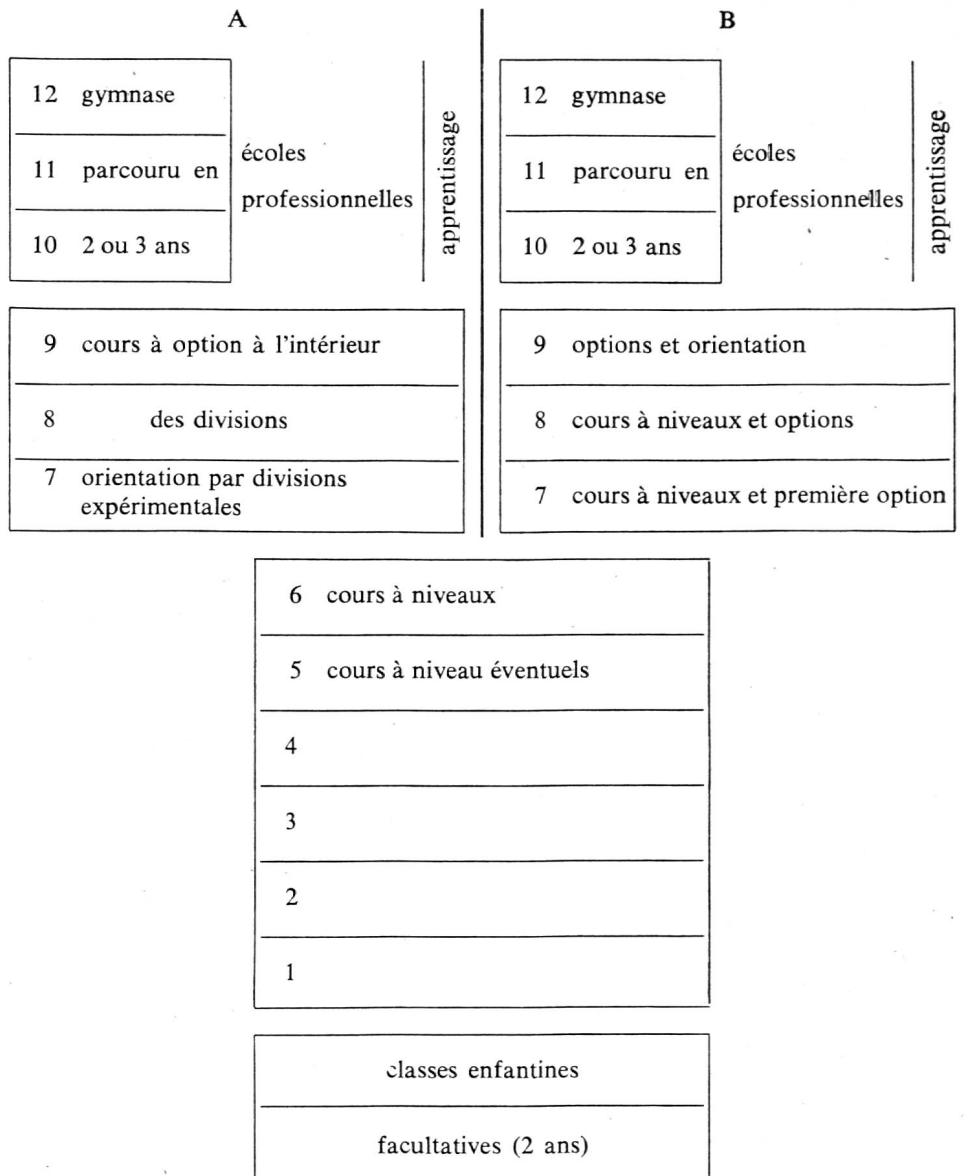 A
12 gymnase
11 parcouru en
10 2 ou 3 ans
écoles
professionnelles
apprentissage
9 cours à option à l'intérieur
8 des divisions
7 orientation par divisions
expérimentales
B
12 gymnase
11 parcouru en
10 2 ou 3 ans
écoles
professionnelles
apprentissage
9 options et orientation
8 cours à niveaux et options
7 cours à niveaux et première option
6 cours à niveaux
5 cours à niveau éventuels
4
3
2
1
classes enfantines
facultatives (2 ans)